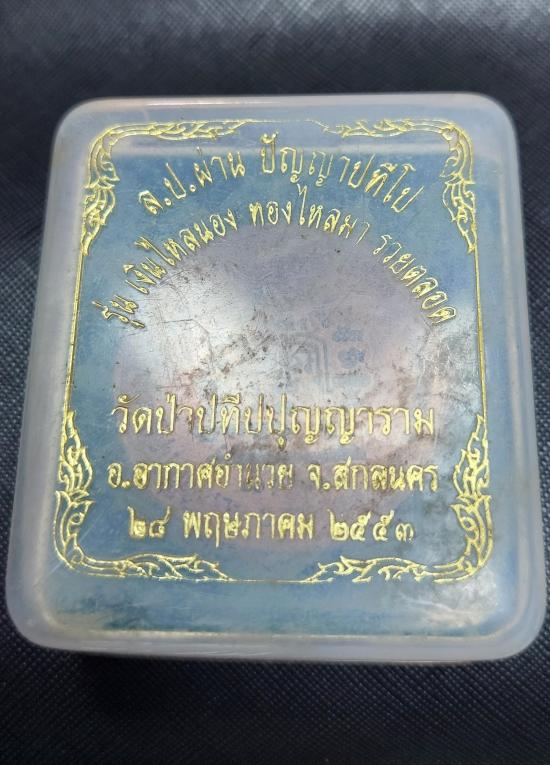 ล.ป.ผ่าน ปัญญาปทีโป
รุ่น เงินไหลนอง ทองไหลมา รวยตลอด
วัดป่าปทีปปุญญาราม
อ.อากาศอำนวย จ.สกลนคร
๒๘ พฤษภาคม ๒๕๕๓